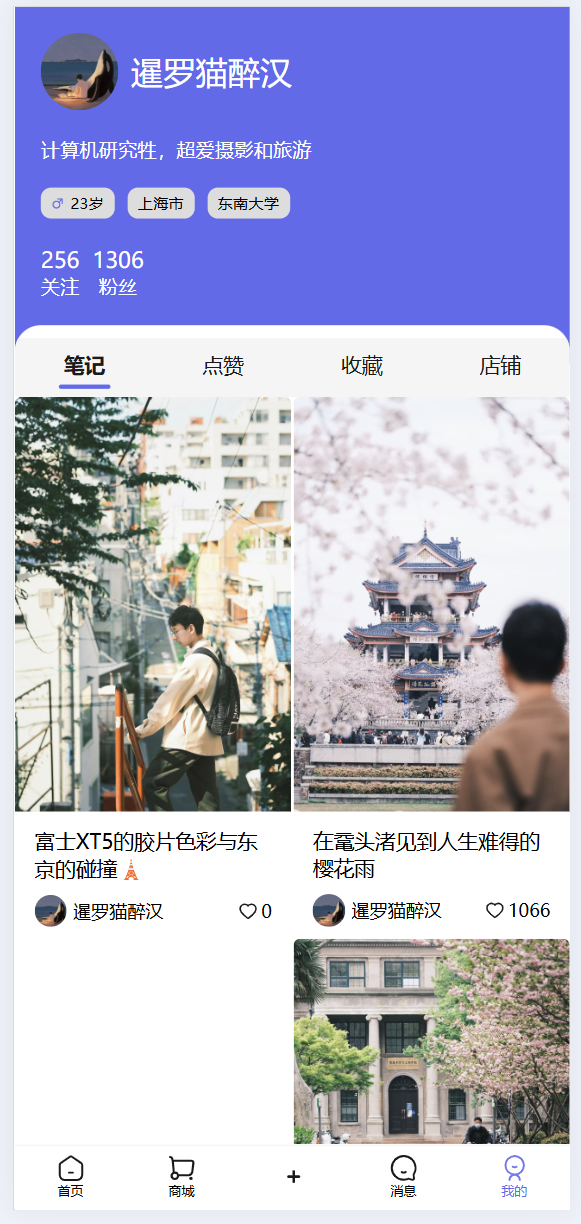 暹罗猫醉汉
计算机研究牲，超爱摄影和旅游
♂ 23岁 上海市 东南大学
256 1306
关注 粉丝
笔记 点赞 收藏 店铺
富士XT5的胶片色彩与东
京的碰撞🗼
暹罗猫醉汉 0
在鼋头渚见到人生难得的
樱花雨
暹罗猫醉汉 1066
首页 商城 + 消息 我的